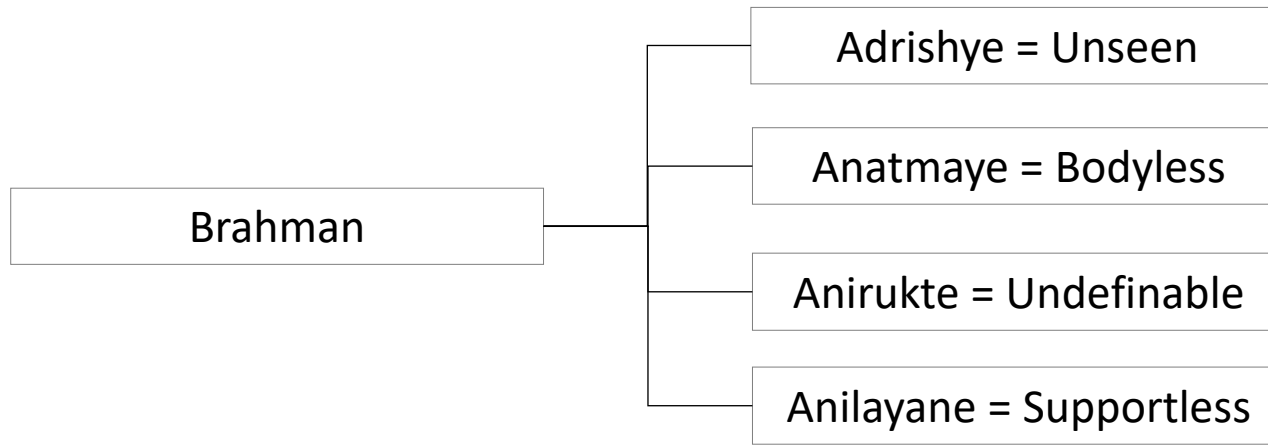 Brahman
Adrishye = Unseen
Anatmaye = Bodyless
Anirukte = Undefinable
Anilayane = Supportless